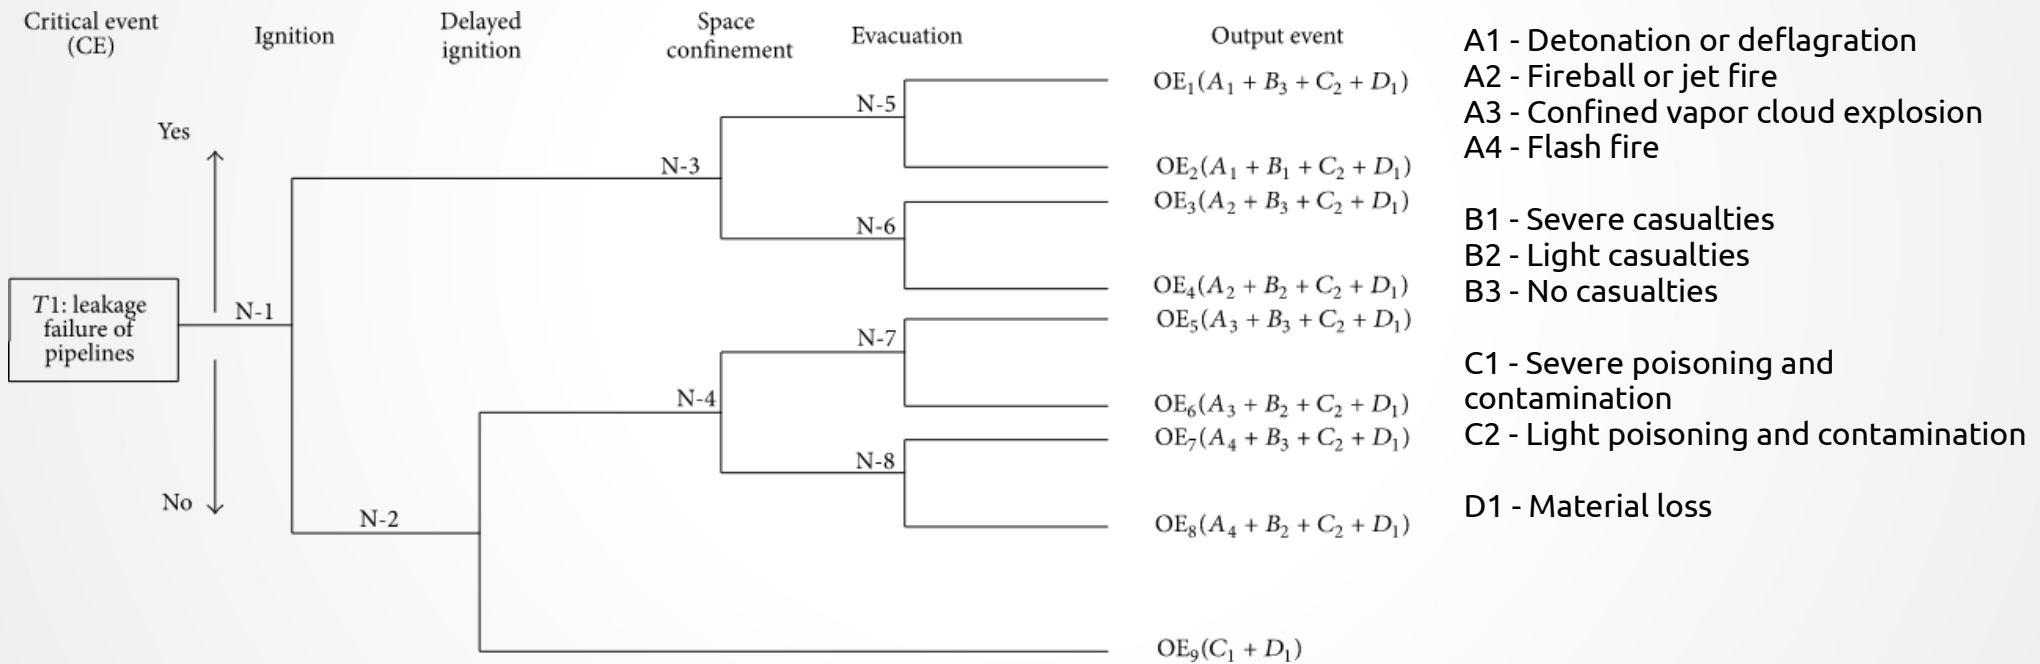 Critical event
(CE)
Ignition
Delayed
ignition
Space
confinement
Evacuation
Output event
Yes
No
T1: leakage
failure of
pipelines
N-1
N-2
N-3
N-4
N-5
N-6
N-7
N-8
OE₁(A₁ + B₃ + C₂ + D₁)
OE₂(A₁ + B₁ + C₂ + D₁)
OE₃(A₂ + B₃ + C₂ + D₁)
OE₄(A₂ + B₂ + C₂ + D₁)
OE₅(A₃ + B₃ + C₂ + D₁)
OE₆(A₃ + B₂ + C₂ + D₁)
OE₇(A₄ + B₃ + C₂ + D₁)
OE₈(A₄ + B₂ + C₂ + D₁)
OE₉(C₁ + D₁)
A1 - Detonation or deflagration
A2 - Fireball or jet fire
A3 - Confined vapor cloud explosion
A4 - Flash fire
B1 - Severe casualties
B2 - Light casualties
B3 - No casualties
C1 - Severe poisoning and
contamination
C2 - Light poisoning and contamination
D1 - Material loss